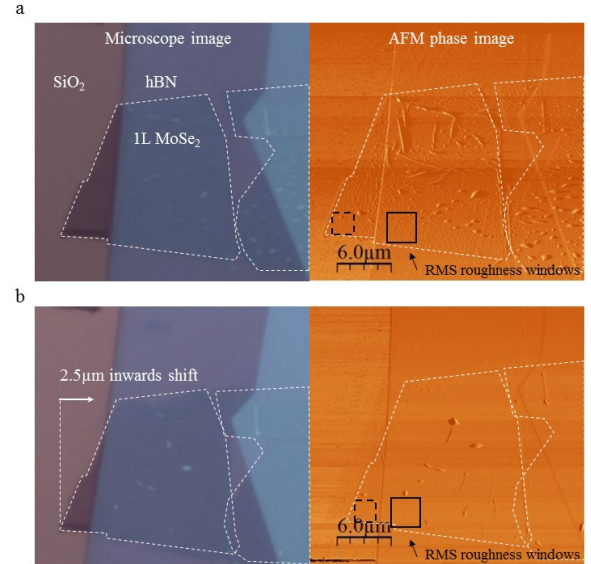 a
Microscope image
AFM phase image
SiO₂
hBN
1L MoSe₂
6.0µm
RMS roughness windows
b
2.5µm inwards shift
6.0µm
RMS roughness windows